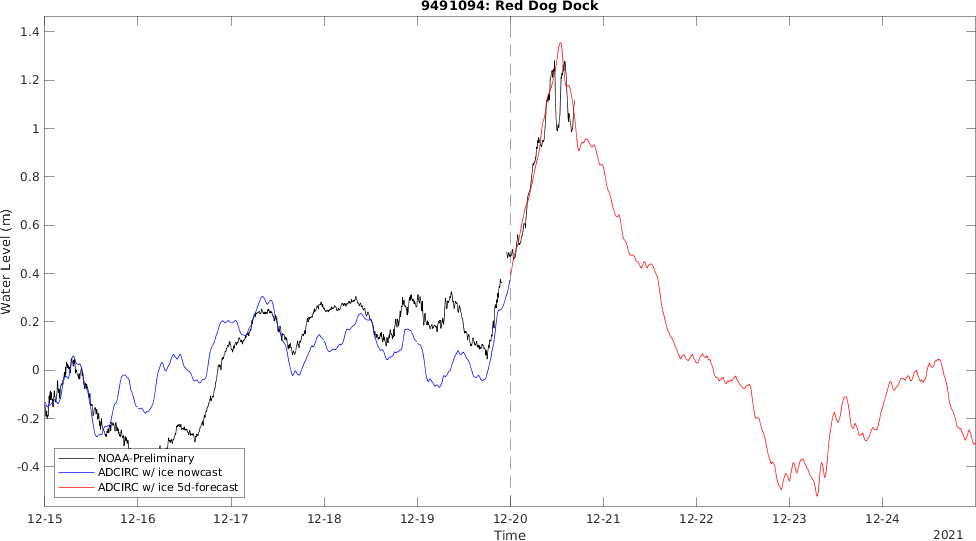 9491094: Red Dog Dock
Water Level (m)
1.4
1.2
1
0.8
0.6
0.4
0.2
0
-0.2
-0.4
NOAA-Preliminary
ADCIRC w/ ice nowcast
ADCIRC w/ ice 5d-forecast
12-15 12-16 12-17 12-18 12-19 12-20 12-21 12-22 12-23 12-24
Time
2021